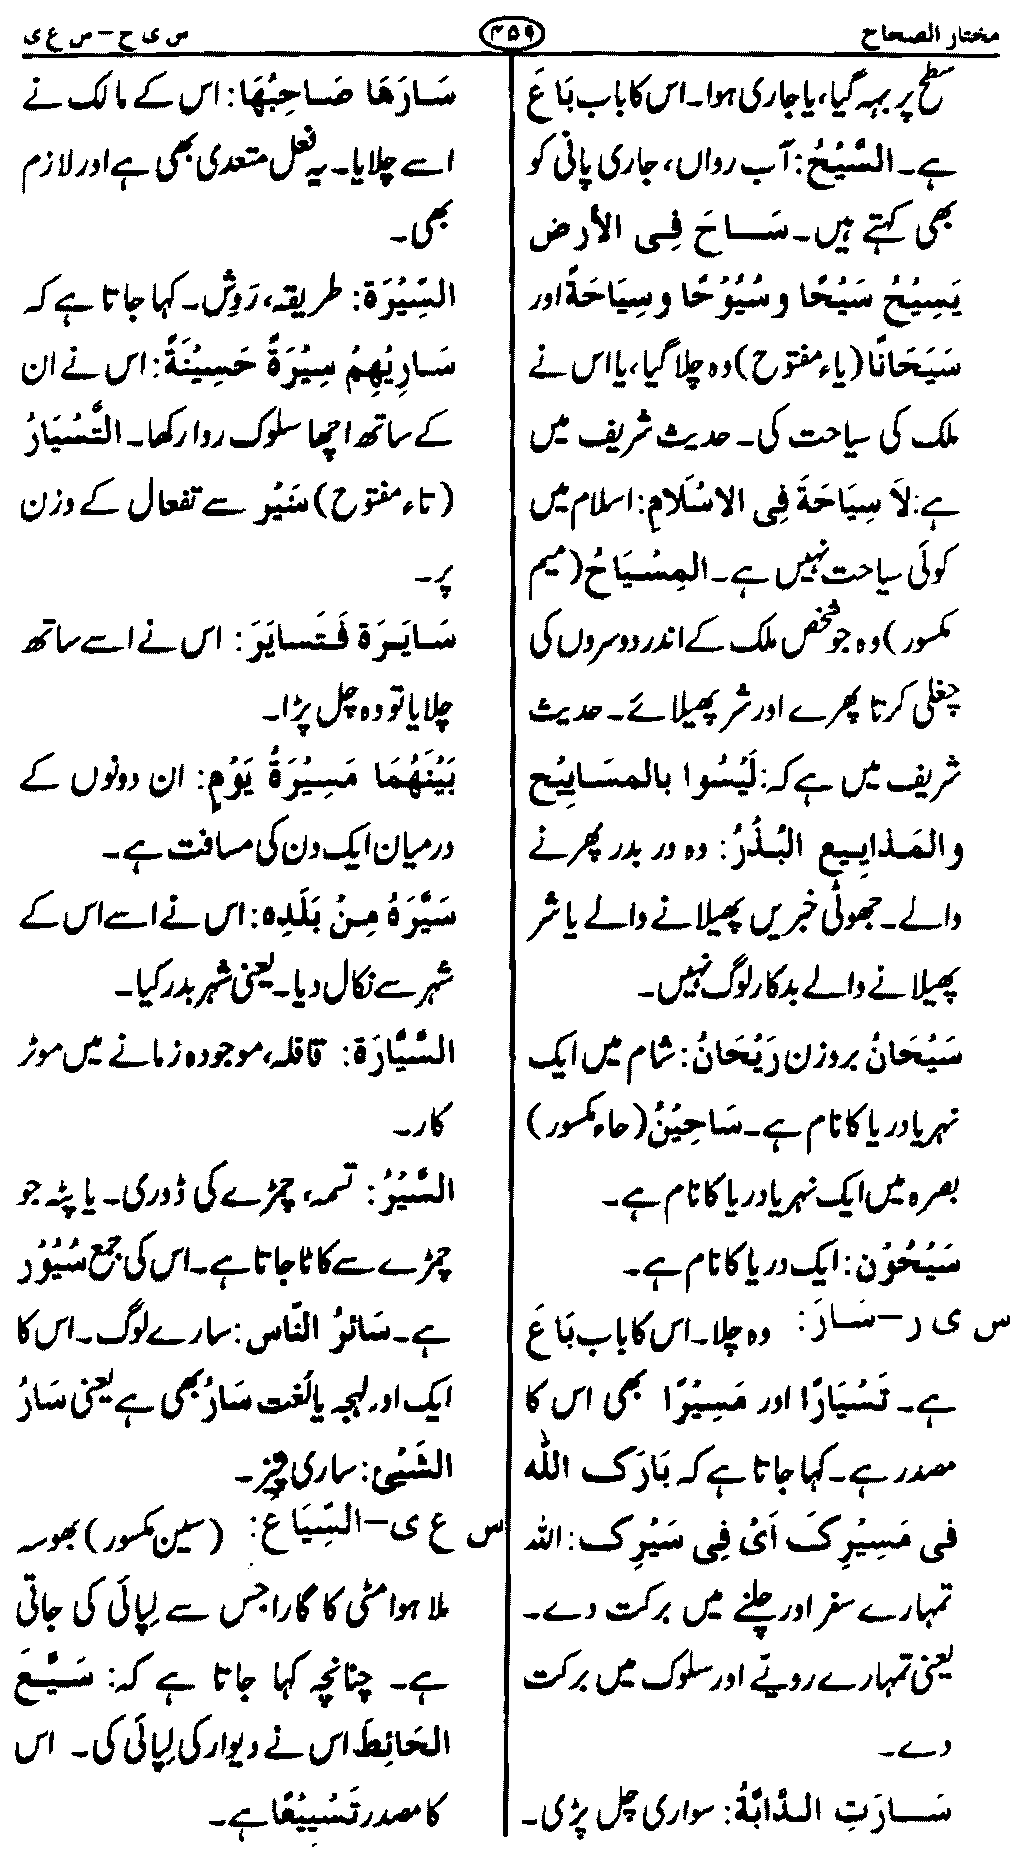 مختار الصحاح
۴۵۹
س ی ح – س ع ی
سطح پر بہہ گیا، یا جاری ہوا۔ اس کا باب بَاعَ
ہے۔ السَّيْحُ: آب رواں، جاری پانی کو
بھی کہتے ہیں۔ سَاحَ فِی الأرض
يَسِيْحُ سَيْحًا و سُيُوْحًا و سِيَاحَةً اور
سَيَحَانًا (یاء مفتوح) وہ چلا گیا، یا اس نے
ملک کی سیاحت کی۔ حدیث شریف میں
ہے: لاَ سِيَاحَةَ فِی الاسْلَامِ: اسلام میں
کوئی سیاحت نہیں ہے۔ المِسْيَاحُ (میم
مکسور) وہ جو شخص ملک کے اندر دوسروں کی
چغلی کرتا پھرے اور شر پھیلائے۔ حدیث
شریف میں ہے کہ: لَيْسُوا بالمسَايِيْحِ
والمَذايِيعِ البُذُرُ: وہ در بدر پھرنے
والے۔ جھوٹی خبریں پھیلانے والے یا شر
پھیلانے والے بدکار لوگ نہیں۔
سَيْحَانُ بروزن رَيْحَانُ: شام میں ایک
نہر یا دریا کا نام ہے۔ سَاحِيْنُ (حاء مکسور)
بصرہ میں ایک نہر یا دریا کا نام ہے۔
سَيْحُوْن: ایک دریا کا نام ہے۔
س ی ر – سَارَ: وہ چلا۔ اس کا باب بَاعَ
ہے۔ تَسْيَارًا اور مَسِيْرًا بھی اس کا
مصدر ہے۔ کہا جاتا ہے کہ بَارَک اللّٰه
فی مَسِيْرِکَ اَیْ فِی سَيْرِک: اللہ
تمہارے سفر اور چلنے میں برکت دے۔
یعنی تمہارے رویے اور سلوک میں برکت
دے۔
سَارَتِ الدَّابَّةُ: سواری چل پڑی۔
سَارَهَا صَاحِبُهَا: اس کے مالک نے
اسے چلایا۔ یہ فعل متعدی بھی ہے اور لازم
بھی۔
السِّيْرَة: طریقہ، رَوِش۔ کہا جاتا ہے کہ
سَارِيْهِمْ سِيْرَةً حَسِيْنَةً: اس نے ان
کے ساتھ اچھا سلوک روا رکھا۔ التَّسْيَارُ
(تاء مفتوح) سَيْر سے تفعال کے وزن
پر۔
سَايَرَة فَتَسايَرَ: اس نے اسے ساتھ
چلایا تو وہ چل پڑا۔
بَيْنَهُمَا مَسِيْرَةُ يَوْمٍ: ان دونوں کے
درمیان ایک دن کی مسافت ہے۔
سَيَّرَهُ مِنْ بَلَدِه: اس نے اسے اس کے
شہر سے نکال دیا۔ یعنی شہر بدر کیا۔
السَّيَّارَة: قافلہ، موجودہ زمانے میں موٹر
کار۔
السَّيْرُ: تسمہ، چمڑے کی ڈوری۔ یا پٹہ جو
چمڑے سے کاٹا جاتا ہے۔ اس کی جمع سُيُوْر
ہے۔ سَائرُ النَّاس: سارے لوگ۔ اس کا
ایک اور لہجہ یا لغت سَارُ بھی ہے یعنی سَارُ
الشَّیْئِ: ساری چیز۔
س ع ی – السِّيَاع: (سین مکسور) بھوسہ
ملا ہوا مٹی کا گارا جس سے لپائی کی جاتی
ہے۔ چنانچہ کہا جاتا ہے کہ: سَيَّعَ
الحَائِطَ اس نے دیوار کی لپائی کی۔ اس
کا مصدر تَسْيِيْعًا ہے۔